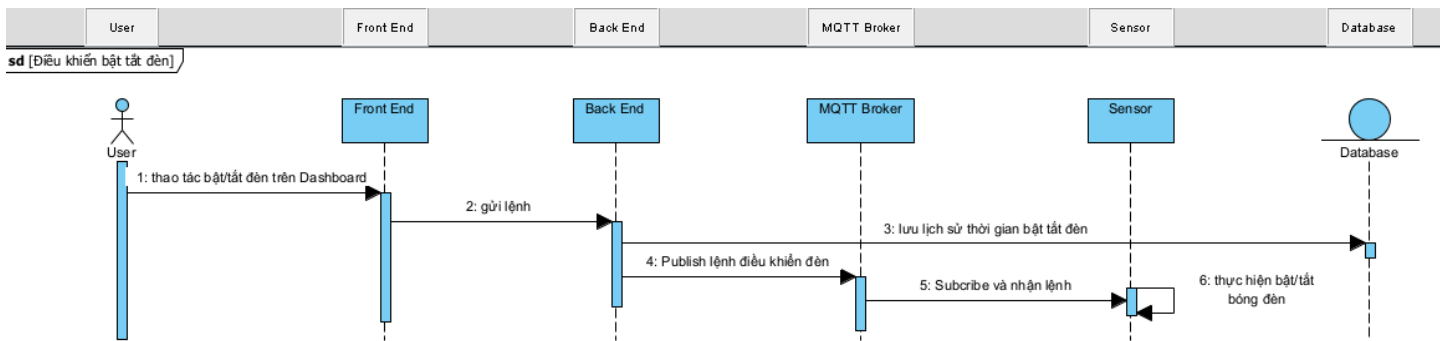 User
Front End
Back End
MQTT Broker
Sensor
Database
sd [Điều khiển bật tắt đèn]
Front End
Back End
MQTT Broker
Sensor
User
Database
1: thao tác bật/tắt đèn trên Dashboard
2: gửi lệnh
3: lưu lịch sử thời gian bật tắt đèn
4: Publish lệnh điều khiển đèn
5: Subcribe và nhận lệnh
6: thực hiện bật/tắt
bóng đèn